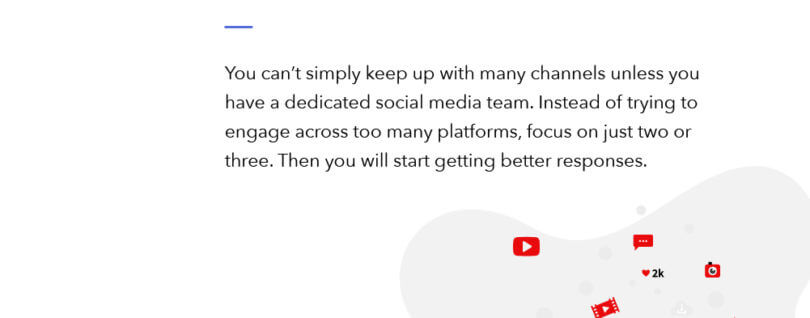 You can’t simply keep up with many channels unless you
have a dedicated social media team. Instead of trying to
engage across too many platforms, focus on just two or
three. Then you will start getting better responses.
2k